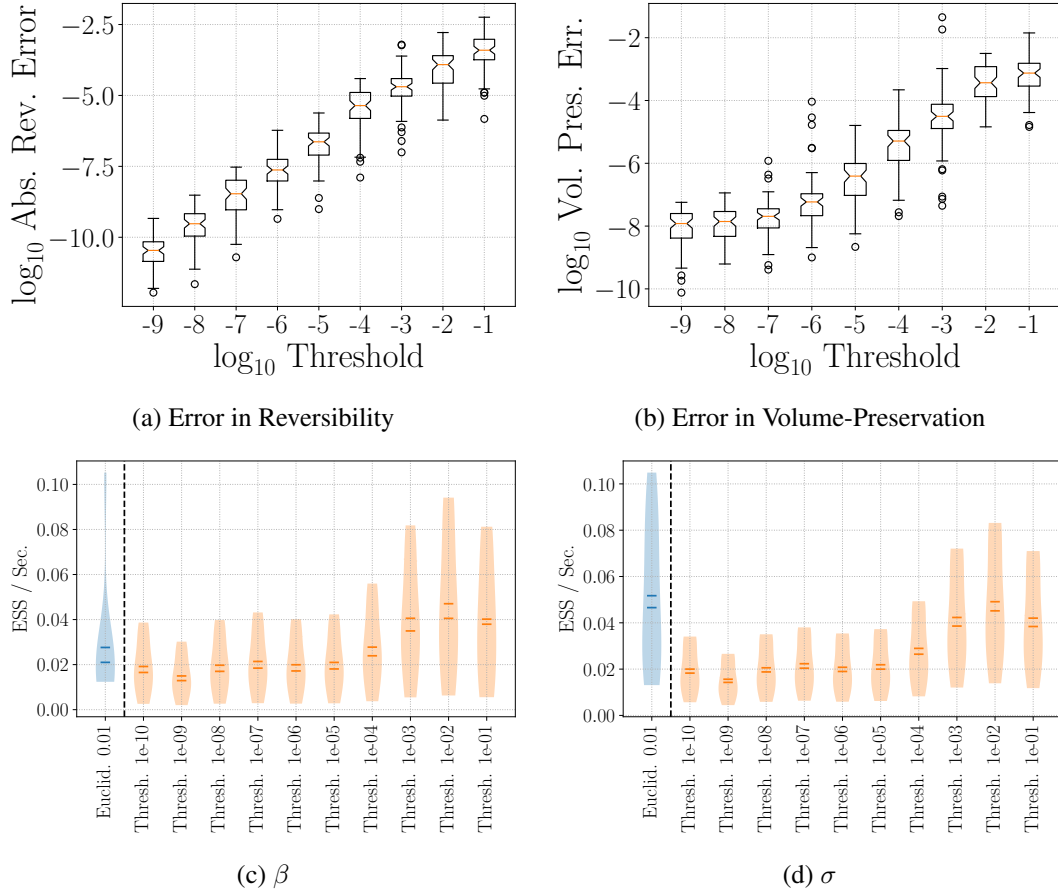 log₁₀ Abs. Rev. Error
−2.5
−5.0
−7.5
−10.0
-9 -8 -7 -6 -5 -4 -3 -2 -1
log₁₀ Threshold
(a) Error in Reversibility
log₁₀ Vol. Pres. Err.
−2
−4
−6
−8
−10
-9 -8 -7 -6 -5 -4 -3 -2 -1
log₁₀ Threshold
(b) Error in Volume-Preservation
ESS / Sec.
0.10
0.08
0.06
0.04
0.02
0.00
Euclid. 0.01
Thresh. 1e-10
Thresh. 1e-09
Thresh. 1e-08
Thresh. 1e-07
Thresh. 1e-06
Thresh. 1e-05
Thresh. 1e-04
Thresh. 1e-03
Thresh. 1e-02
Thresh. 1e-01
(c) β
ESS / Sec.
0.10
0.08
0.06
0.04
0.02
0.00
Euclid. 0.01
Thresh. 1e-10
Thresh. 1e-09
Thresh. 1e-08
Thresh. 1e-07
Thresh. 1e-06
Thresh. 1e-05
Thresh. 1e-04
Thresh. 1e-03
Thresh. 1e-02
Thresh. 1e-01
(d) σ